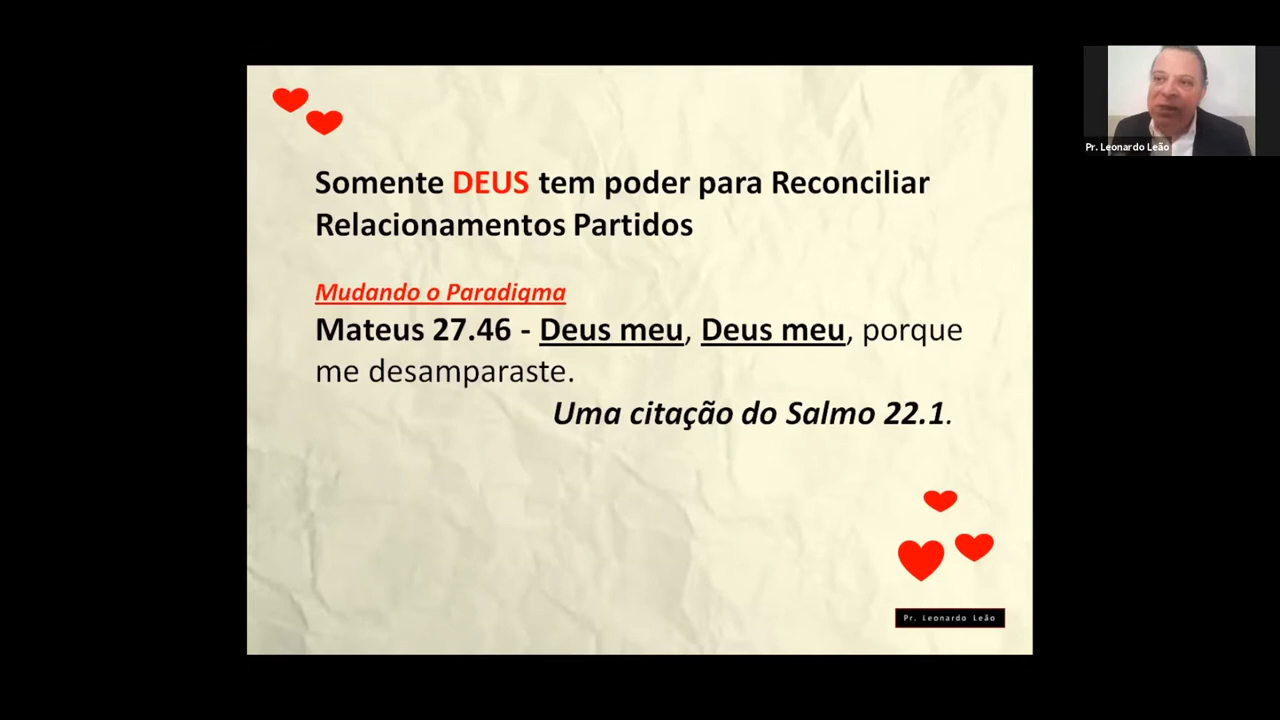 Somente DEUS tem poder para Reconciliar
Relacionamentos Partidos
Mudando o Paradigma
Mateus 27.46 - Deus meu, Deus meu, porque
me desamparaste.
Uma citação do Salmo 22.1.
Pr. Leonardo Leão
Pr. Leonardo Leão